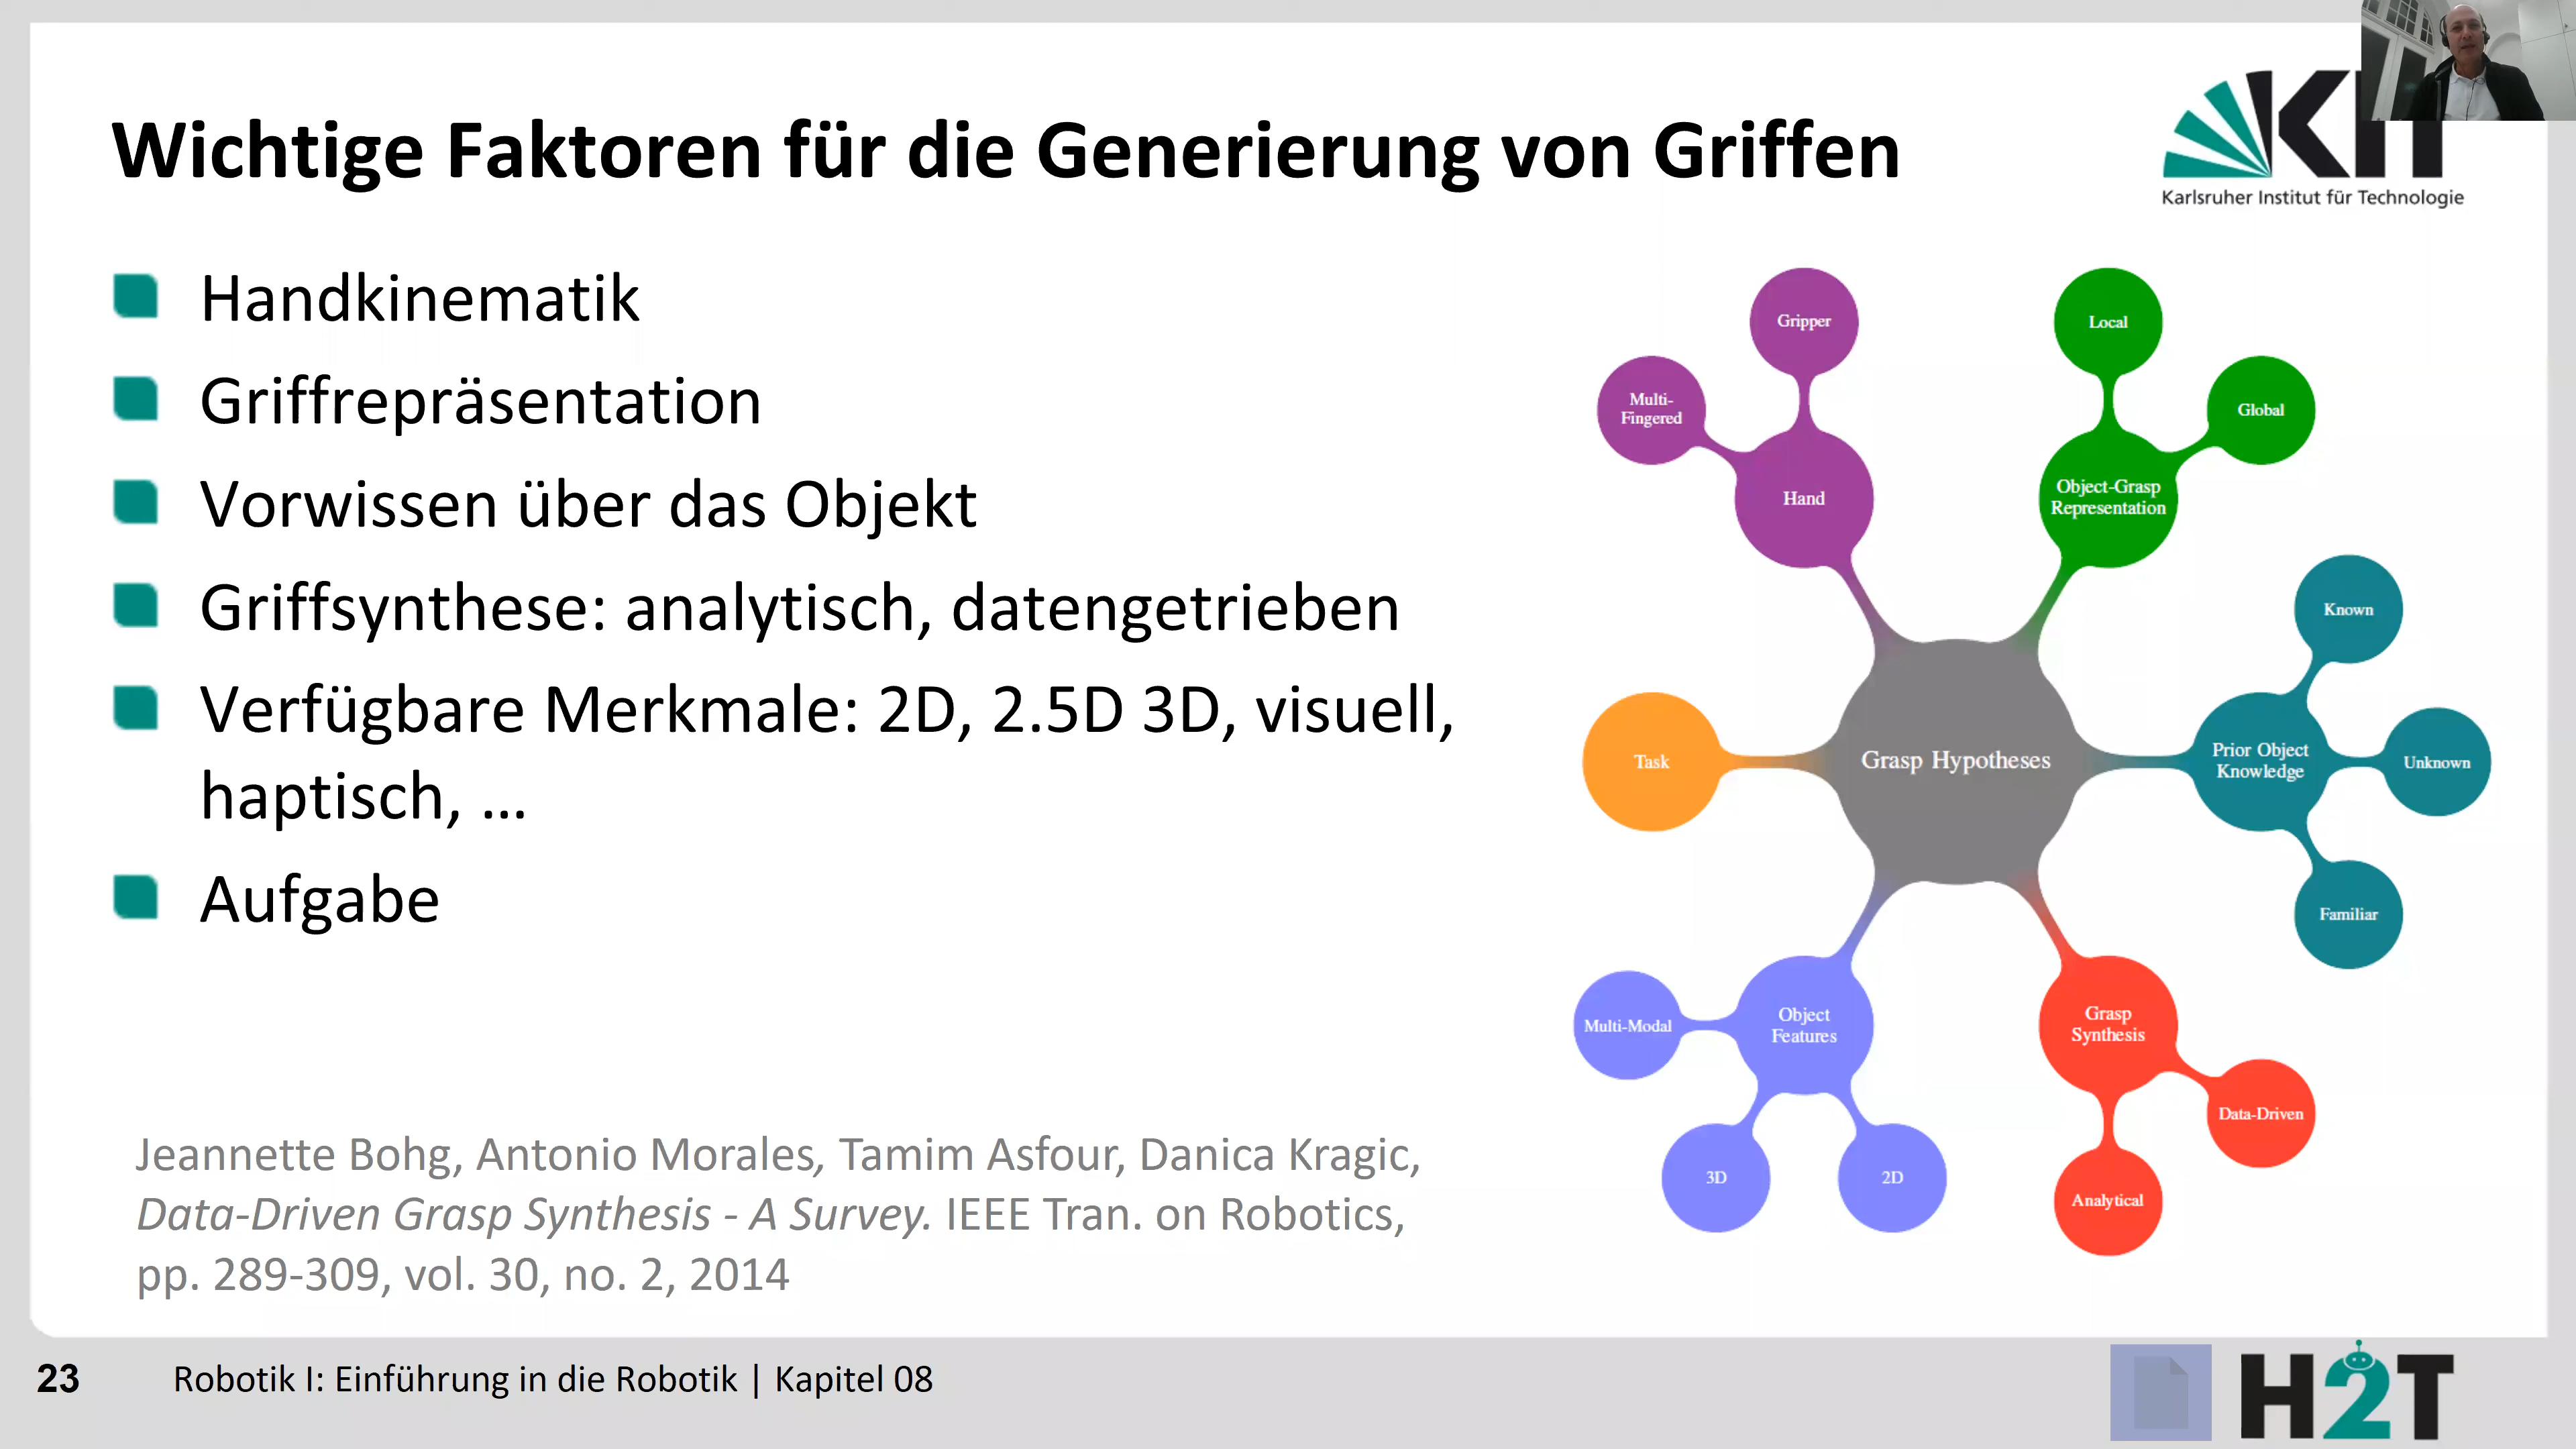 Wichtige Faktoren für die Generierung von Griffen
KIT
Karlsruher Institut für Technologie
Handkinematik
Griffrepräsentation
Vorwissen über das Objekt
Griffsynthese: analytisch, datengetrieben
Verfügbare Merkmale: 2D, 2.5D 3D, visuell,
haptisch, ...
Aufgabe
Jeannette Bohg, Antonio Morales, Tamim Asfour, Danica Kragic,
Data-Driven Grasp Synthesis - A Survey. IEEE Tran. on Robotics,
pp. 289-309, vol. 30, no. 2, 2014
Gripper
Multi-
Fingered
Hand
Local
Global
Object-Grasp
Representation
Known
Prior Object
Knowledge
Unknown
Familiar
Task
Grasp Hypotheses
Multi-Modal
Object
Features
3D
2D
Grasp
Synthesis
Data-Driven
Analytical
23
Robotik I: Einführung in die Robotik | Kapitel 08
H2T